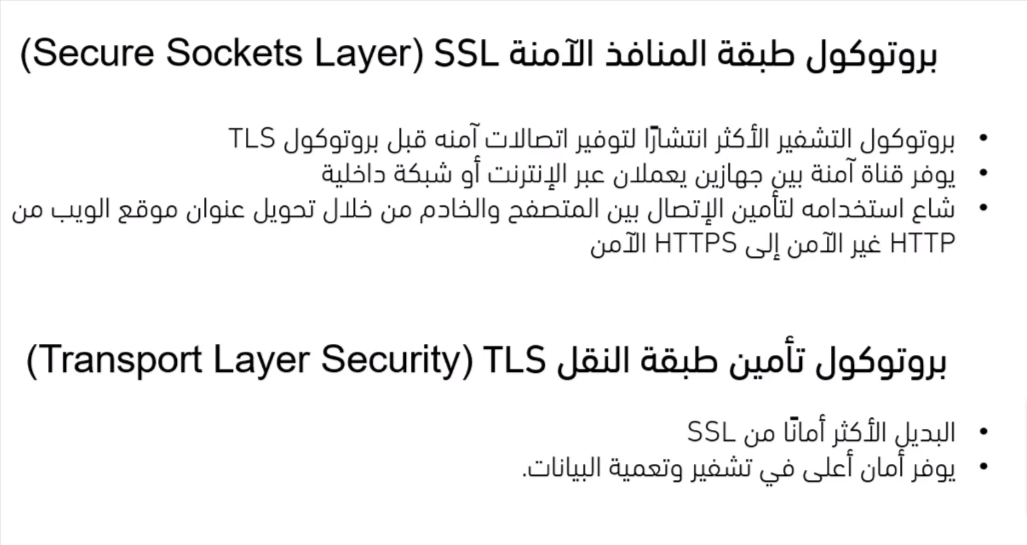 بروتوكول طبقة المنافذ الآمنة SSL (Secure Sockets Layer)
• بروتوكول التشفير الأكثر انتشارًا لتوفير اتصالات آمنه قبل بروتوكول TLS
• يوفر قناة آمنة بين جهازين يعملان عبر الإنترنت أو شبكة داخلية
• شاع استخدامه لتأمين الإتصال بين المتصفح والخادم من خلال تحويل عنوان موقع الويب من
HTTP غير الآمن إلى HTTPS الآمن
بروتوكول تأمين طبقة النقل TLS (Transport Layer Security)
• البديل الأكثر أمانًا من SSL
• يوفر أمان أعلى في تشفير وتعمية البيانات.